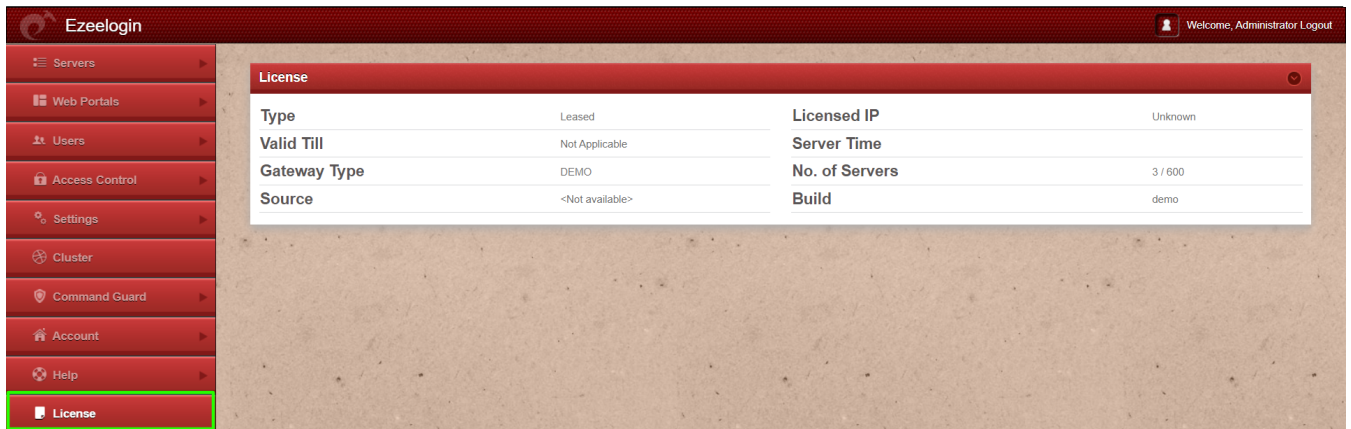 Ezeelogin
Welcome, Administrator Logout
Servers
Web Portals
Users
Access Control
Settings
Cluster
Command Guard
Account
Help
License
License
Type Leased Licensed IP Unknown
Valid Till Not Applicable Server Time
Gateway Type DEMO No. of Servers 3 / 600
Source <Not available> Build demo